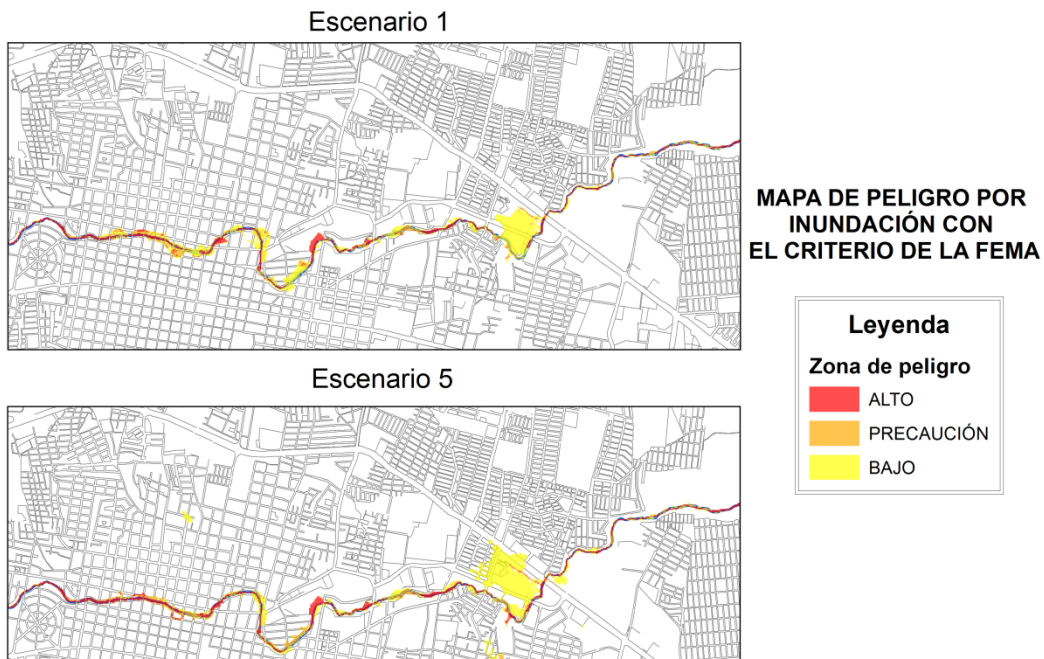 Escenario 1
MAPA DE PELIGRO POR
INUNDACIÓN CON
EL CRITERIO DE LA FEMA
Leyenda
Zona de peligro
ALTO
PRECAUCIÓN
BAJO
Escenario 5